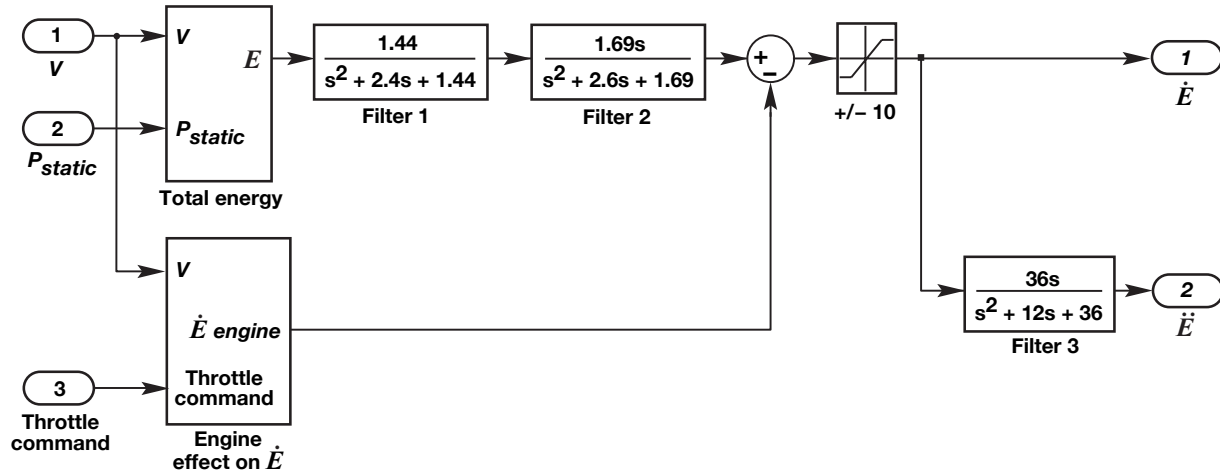 1
V
2
P_static
V
E
P_static
Total energy
1.44
s² + 2.4s + 1.44
Filter 1
1.69s
s² + 2.6s + 1.69
Filter 2
+
–
+/– 10
1
Ė
V
Ė engine
Throttle
command
Engine
effect on Ė
3
Throttle
command
36s
s² + 12s + 36
Filter 3
2
Ë